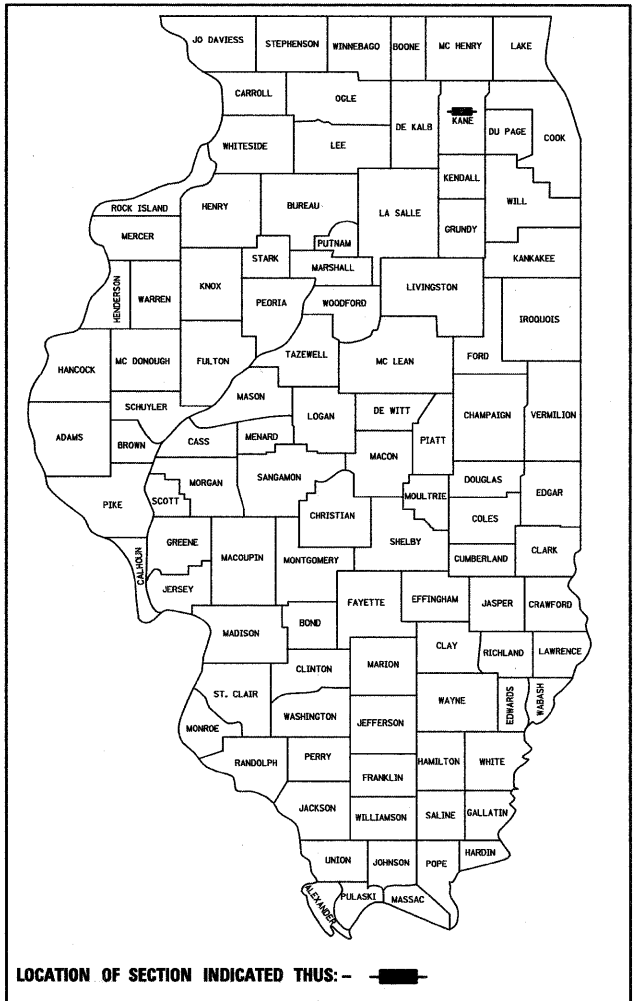 JO DAVIESS
STEPHENSON
WINNEBAGO
BOONE
MC HENRY
LAKE
CARROLL
OGLE
DE KALB
KANE
DU PAGE
COOK
WHITESIDE
LEE
KENDALL
WILL
ROCK ISLAND
HENRY
BUREAU
LA SALLE
GRUNDY
MERCER
PUTNAM
STARK
MARSHALL
KANKAKEE
HENDERSON
WARREN
KNOX
PEORIA
WOODFORD
LIVINGSTON
IROQUOIS
HANCOCK
MC DONOUGH
FULTON
TAZEWELL
MC LEAN
FORD
MASON
SCHUYLER
LOGAN
DE WITT
CHAMPAIGN
VERMILION
ADAMS
BROWN
CASS
MENARD
PIATT
MACON
MORGAN
SANGAMON
DOUGLAS
EDGAR
PIKE
SCOTT
CHRISTIAN
MOULTRIE
COLES
GREENE
SHELBY
CALHOUN
MACOUPIN
MONTGOMERY
CUMBERLAND
CLARK
JERSEY
FAYETTE
EFFINGHAM
JASPER
CRAWFORD
MADISON
BOND
CLAY
RICHLAND
LAWRENCE
CLINTON
MARION
ST. CLAIR
WAYNE
EDWARDS
WABASH
WASHINGTON
JEFFERSON
MONROE
RANDOLPH
PERRY
HAMILTON
WHITE
FRANKLIN
JACKSON
WILLIAMSON
SALINE
GALLATIN
HARDIN
UNION
JOHNSON
POPE
ALEXANDER
PULASKI
MASSAC
LOCATION OF SECTION INDICATED THUS: -